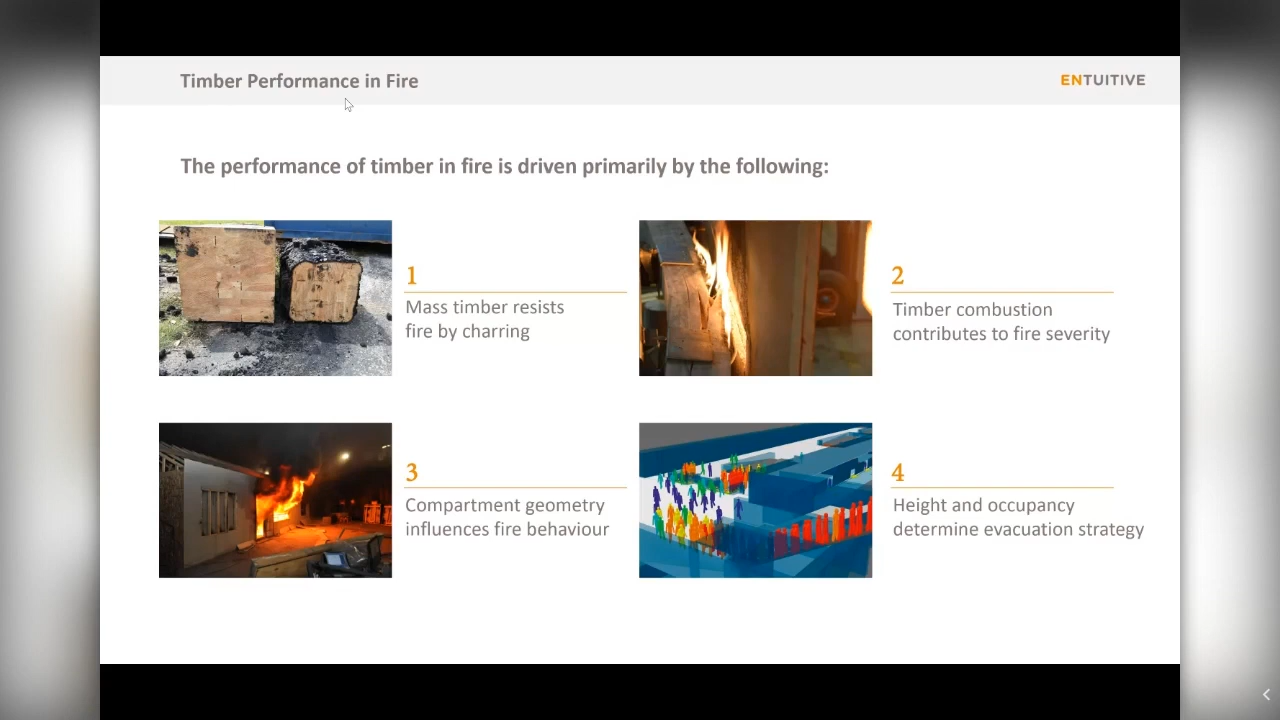 Timber Performance in Fire
ENTUITIVE
The performance of timber in fire is driven primarily by the following:
1
Mass timber resists
fire by charring
2
Timber combustion
contributes to fire severity
3
Compartment geometry
influences fire behaviour
4
Height and occupancy
determine evacuation strategy